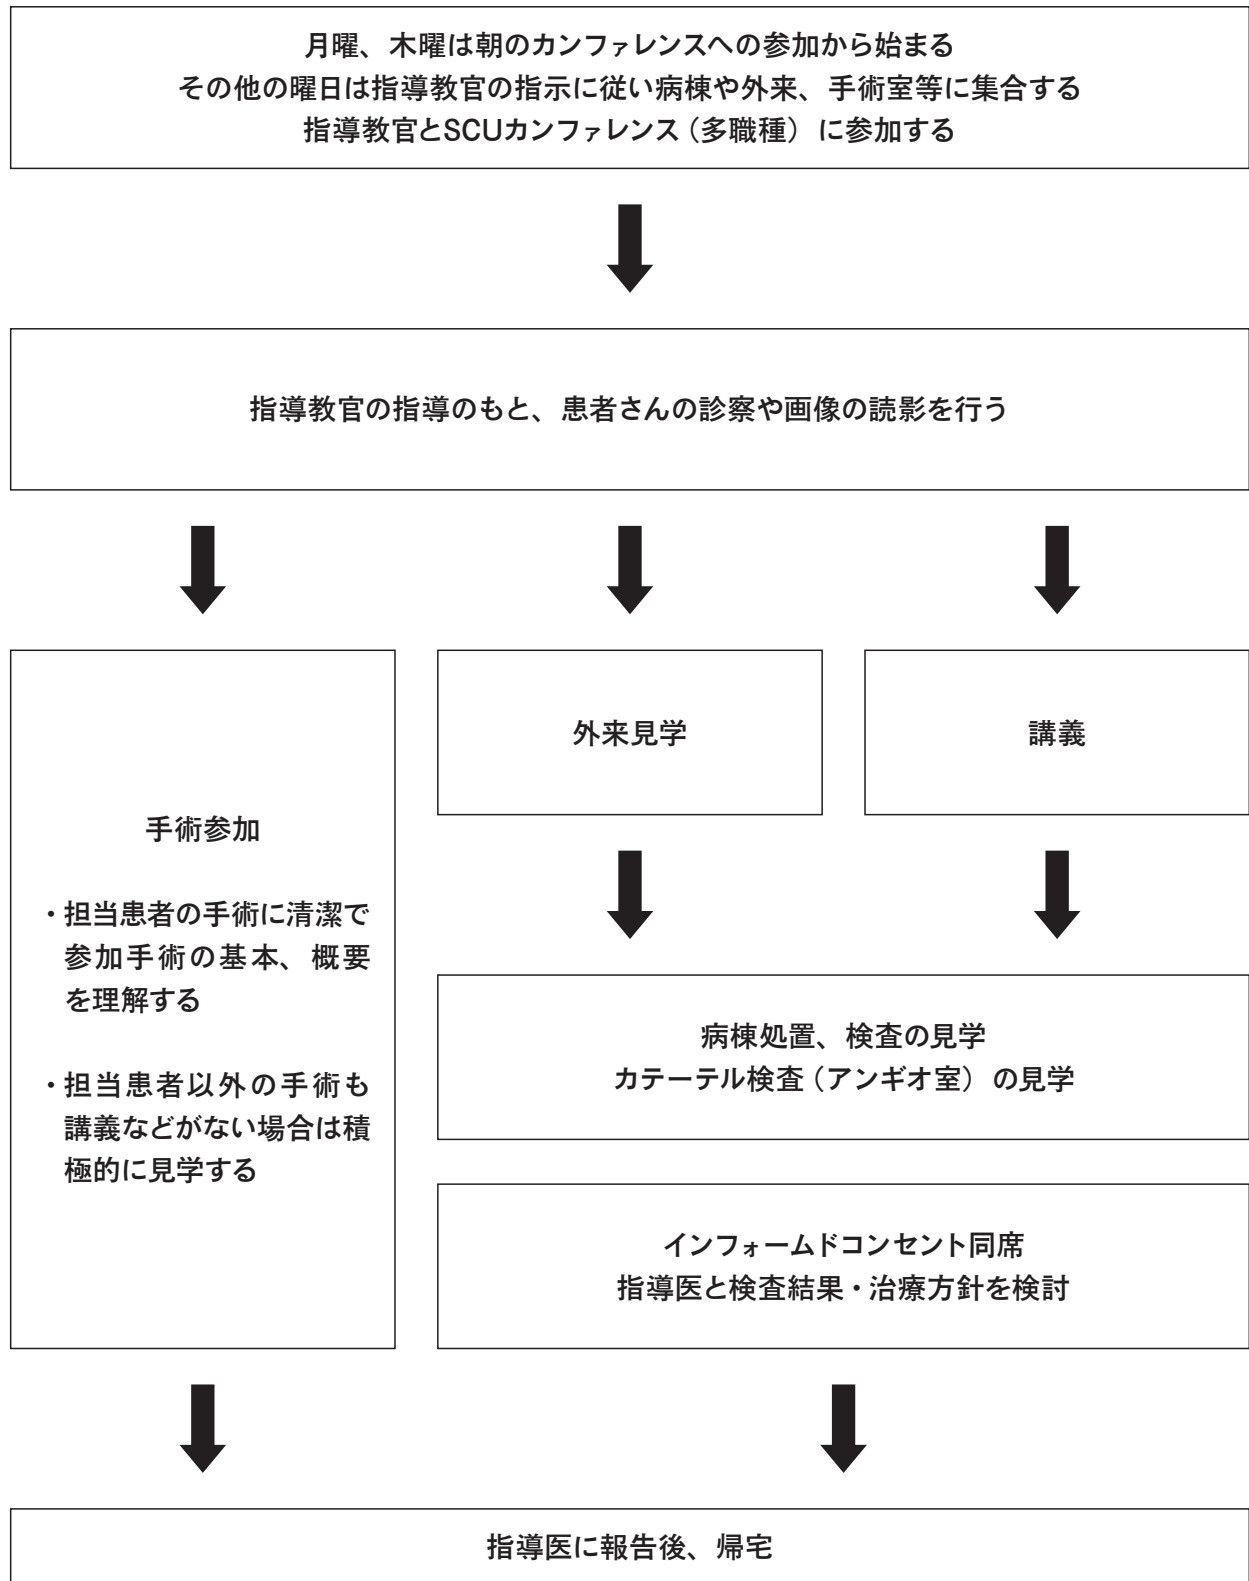 月曜、木曜は朝のカンファレンスへの参加から始まる
その他の曜日は指導教官の指示に従い病棟や外来、手術室等に集合する
指導教官とSCUカンファレンス（多職種）に参加する
指導教官の指導のもと、患者さんの診察や画像の読影を行う
手術参加
・担当患者の手術に清潔で
参加手術の基本、概要
を理解する
・担当患者以外の手術も
講義などがない場合は積
極的に見学する
外来見学
講義
病棟処置、検査の見学
カテーテル検査（アンギオ室）の見学
インフォームドコンセント同席
指導医と検査結果・治療方針を検討
指導医に報告後、帰宅